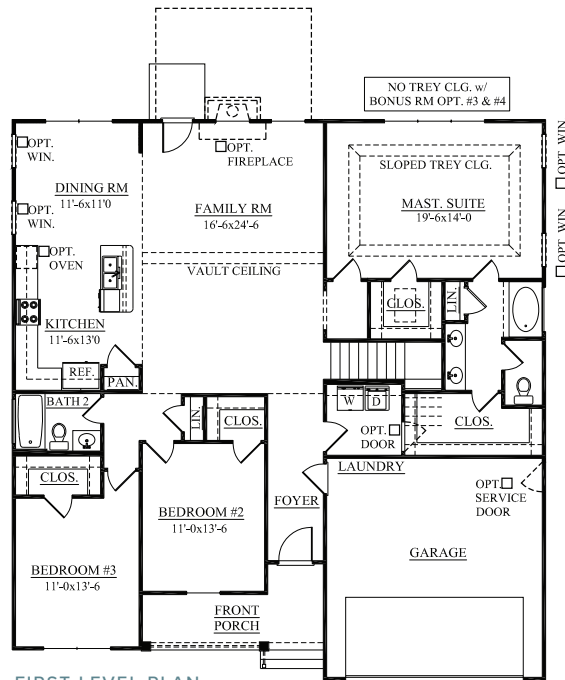 NO TREY CLG. w/
BONUS RM OPT. #3 & #4
OPT.
WIN.
OPT.
FIREPLACE
OPT. WIN
SLOPED TREY CLG.
DINING RM
11'-6x11'0
FAMILY RM
16'-6x24'-6
MAST. SUITE
19'-6x14'-0
OPT.
WIN.
OPT. WIN
OPT.
OVEN
VAULT CEILING
CLOS.
LIN.
KITCHEN
11'-6x13'0
REF.
PAN.
BATH 2
LIN.
CLOS.
W
D
OPT.
DOOR
CLOS.
CLOS.
LAUNDRY
OPT.
SERVICE
DOOR
BEDROOM #2
11'-0x13'-6
FOYER
GARAGE
BEDROOM #3
11'-0x13'-6
FRONT
PORCH
FIRST LEVEL PLAN